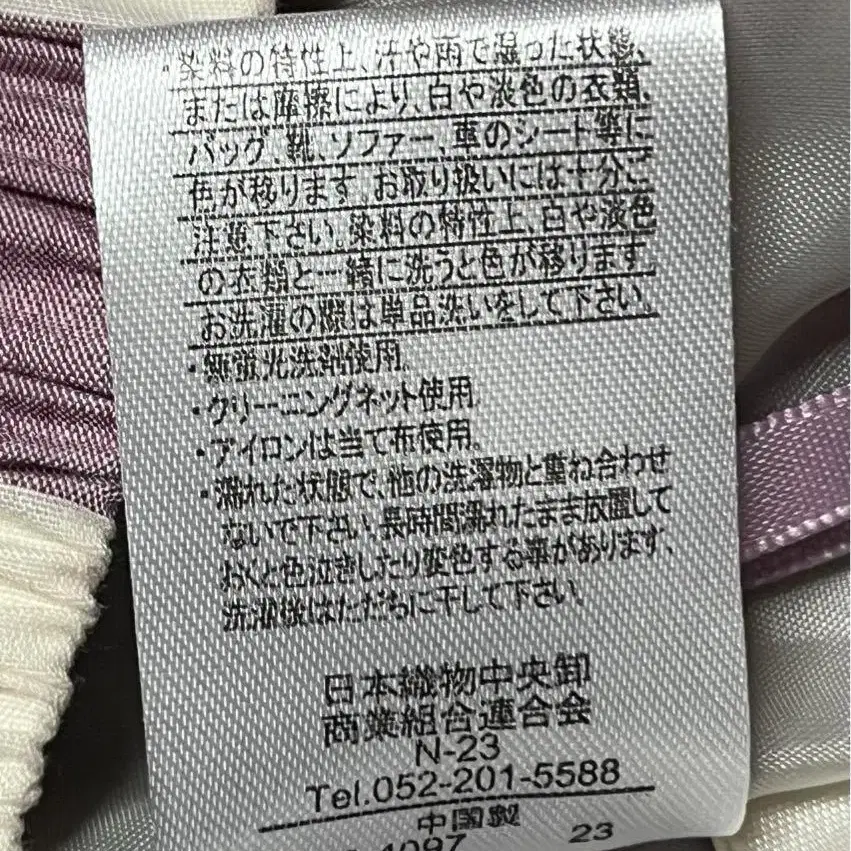 ・染料の特性上、汗や雨で湿った状態、
または摩擦により、白や淡色の衣類、
バッグ、靴、ソファー、車のシート等に
色が移ります。お取り扱いには十分ご
注意下さい。染料の特性上、白や淡色
の衣類と一緒に洗うと色が移ります。
お洗濯の際は単品洗いをして下さい。
・無蛍光洗剤使用。
・クリーニングネット使用。
・アイロンは当て布使用。
・濡れた状態で、他の洗濯物と重ね合わせ
ないで下さい。長時間濡れたまま放置して
おくと色泣きしたり変色する事があります。
洗濯後はただちに干して下さい。
日本織物中央卸
商業組合連合会
N-23
Tel.052-201-5588
中国製
4097 23